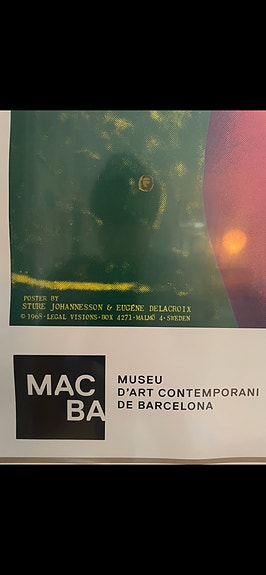 POSTER BY
STURE JOHANNESSON & EUGÉNE DELACROIX
© 1968 · LEGAL VISIONS · BOX 4271 · MALMÖ 4 · SWEDEN
MAC
BA
MUSEU
D'ART CONTEMPORANI
DE BARCELONA